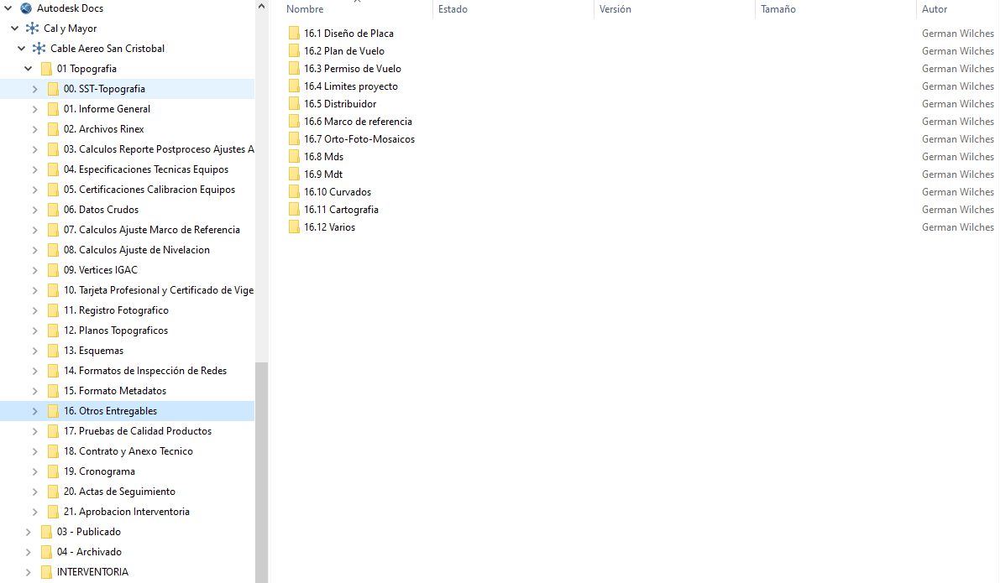 Autodesk Docs
Cal y Mayor
Cable Aereo San Cristobal
01 Topografia
00. SST-Topografia
01. Informe General
02. Archivos Rinex
03. Calculos Reporte Postproceso Ajustes A
04. Especificaciones Tecnicas Equipos
05. Certificaciones Calibracion Equipos
06. Datos Crudos
07. Calculos Ajuste Marco de Referencia
08. Calculos Ajuste de Nivelacion
09. Vertices IGAC
10. Tarjeta Profesional y Certificado de Vige
11. Registro Fotografico
12. Planos Topograficos
13. Esquemas
14. Formatos de Inspección de Redes
15. Formato Metadatos
16. Otros Entregables
17. Pruebas de Calidad Productos
18. Contrato y Anexo Tecnico
19. Cronograma
20. Actas de Seguimiento
21. Aprobacion Interventoria
03 - Publicado
04 - Archivado
INTERVENTORIA
Nombre Estado Versión Tamaño Autor
16.1 Diseño de Placa German Wilches
16.2 Plan de Vuelo German Wilches
16.3 Permiso de Vuelo German Wilches
16.4 Limites proyecto German Wilches
16.5 Distribuidor German Wilches
16.6 Marco de referencia German Wilches
16.7 Orto-Foto-Mosaicos German Wilches
16.8 Mds German Wilches
16.9 Mdt German Wilches
16.10 Curvados German Wilches
16.11 Cartografia German Wilches
16.12 Varios German Wilches